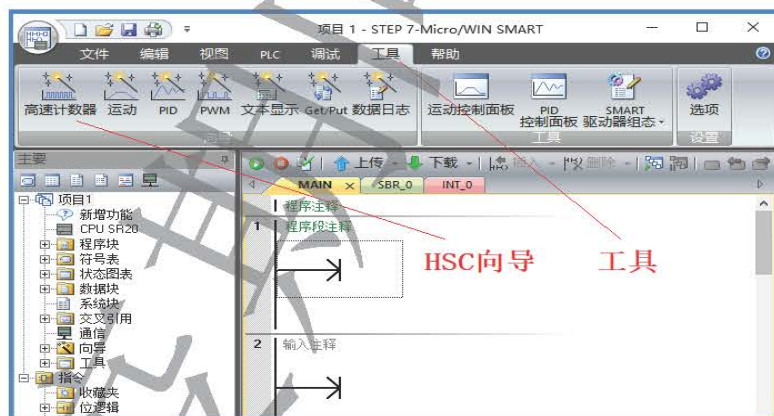 项目 1 - STEP 7-Micro/WIN SMART
文件 编辑 视图 PLC 调试 工具 帮助
高速计数器 运动 PID PWM 文本显示 Get/Put 数据日志 运动控制面板 PID 控制面板 SMART 驱动器组态 选项
工具 设置
主要
上传 下载 插入 删除
MAIN SBR_0 INT_0
项目1
新增功能
CPU SR20
程序块
符号表
状态图表
数据块
系统块
交叉引用
通信
向导
工具
指令
收藏夹
位逻辑
程序注释
1 程序段注释
HSC向导 工具
2 输入注释